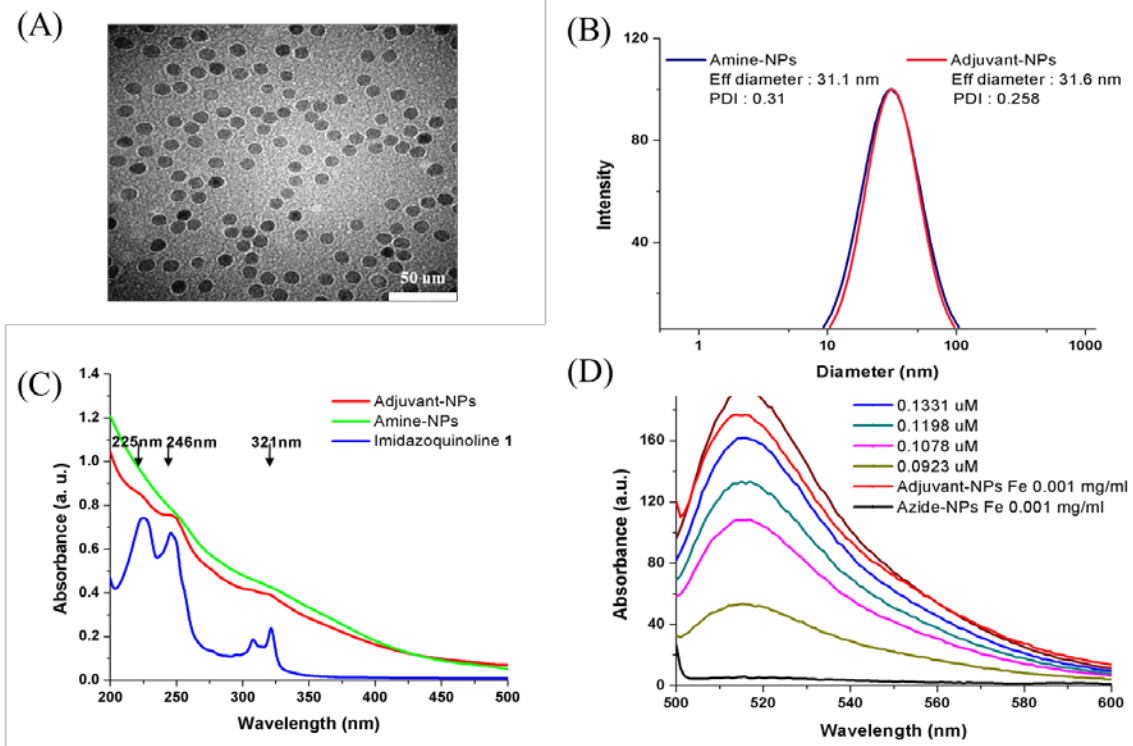 (A)
50 nm
(B)
120
100
80
60
40
Intensity
Amine-NPs
Eff diameter : 31.1 nm
PDI : 0.31
Adjuvant-NPs
Eff diameter : 31.6 nm
PDI : 0.258
1
10
100
1000
Diameter (nm)
(C)
1.4
1.2
1.0
0.8
0.6
0.4
0.2
0.0
Absorbance (a. u.)
Adjuvant-NPs
Amine-NPs
Imidazoquinoline 1
225nm
246nm
321nm
200
250
300
350
400
450
500
Wavelength (nm)
(D)
160
120
80
40
0
Absorbance (a.u.)
0.1331 uM
0.1198 uM
0.1078 uM
0.0923 uM
Adjuvant-NPs Fe 0.001 mg/ml
Azide-NPs Fe 0.001 mg/ml
500
520
540
560
580
600
Wavelength (nm)